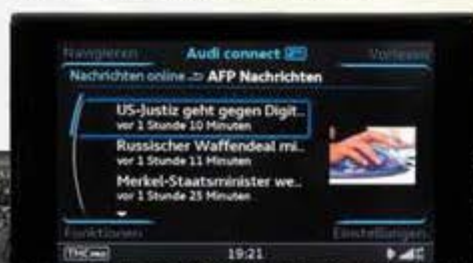 Navigieren Audi connect Vorlesen
Nachrichten online AFP Nachrichten
US-Justiz geht gegen Digit..
vor 1 Stunde 10 Minuten
Russischer Waffendeal mi..
vor 1 Stunde 11 Minuten
Merkel-Staatsminister we..
vor 1 Stunde 25 Minuten
Funktionen Einstellungen
TMC 19:21